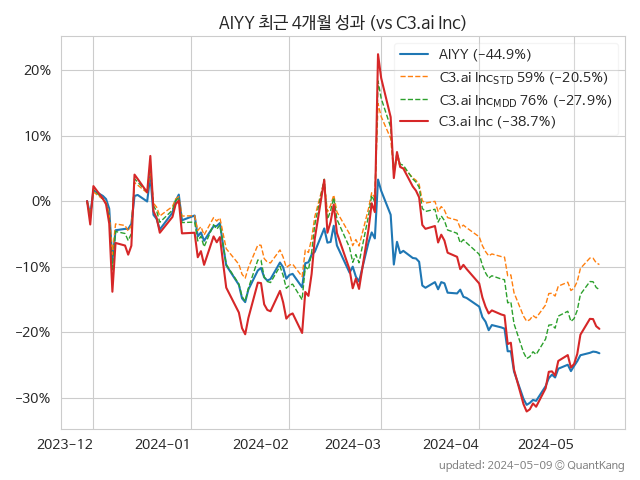 AIYY 최근 4개월 성과 (vs C3.ai Inc)
AIYY (−44.9%)
C3.ai Inc_STD 59% (−20.5%)
C3.ai Inc_MDD 76% (−27.9%)
C3.ai Inc (−38.7%)
20%
10%
0%
−10%
−20%
−30%
2023-12 2024-01 2024-02 2024-03 2024-04 2024-05
updated: 2024-05-09 © QuantKang